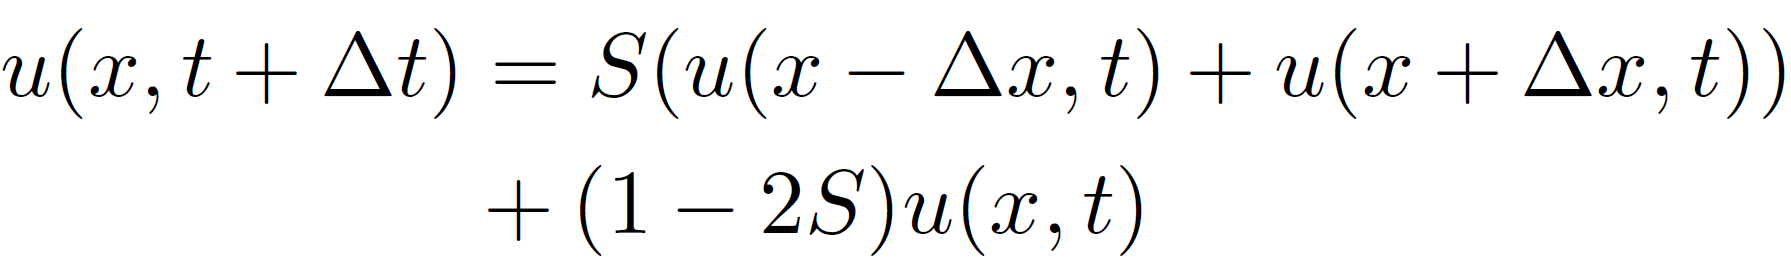 u(x, t + Δt) = S(u(x − Δx, t) + u(x + Δx, t))
+ (1 − 2S)u(x, t)